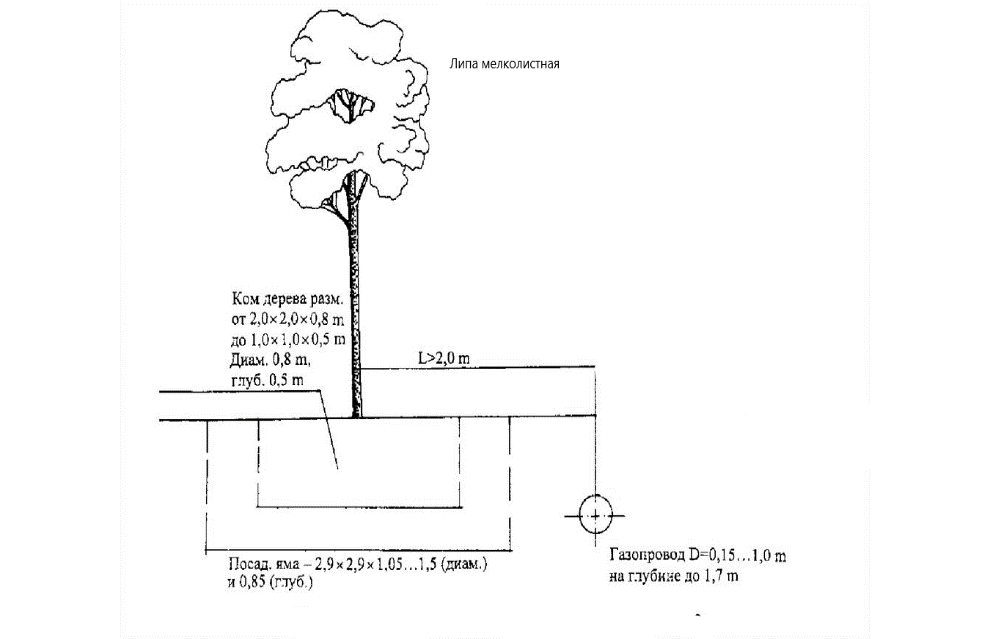 Липа мелколистная
Ком дерева разм.
от 2,0×2,0×0,8 m
до 1,0×1,0×0,5 m
Диам. 0,8 m,
глуб. 0,5 m
L>2,0 m
Посад. яма – 2,9×2,9×1,05...1,5 (диам.)
и 0,85 (глуб.)
Газопровод D=0,15...1,0 m
на глубине до 1,7 m